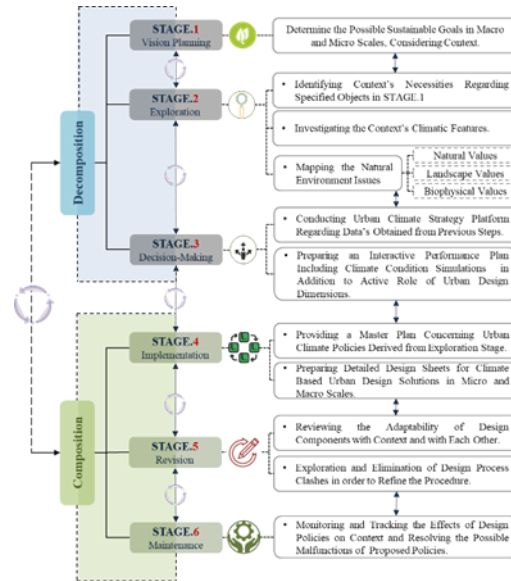 Decomposition
Composition
STAGE.1
Vision Planning
Determine the Possible Sustainable Goals in Macro
and Micro Scales, Considering Context.
STAGE.2
Exploration
• Identifying Context's Necessities Regarding
Specified Objects in STAGE.1
• Investigating the Context's Climatic Features.
• Mapping the Natural
Environment Issues
Natural Values
Landscape Values
Biophysical Values
STAGE.3
Decision-Making
• Conducting Urban Climate Strategy Platform
Regarding Data's Obtained from Previous Steps.
• Preparing an Interactive Performance Plan
Including Climate Condition Simulations in
Addition to Active Role of Urban Design
Dimensions.
STAGE.4
Implementation
• Providing a Master Plan Concerning Urban
Climate Policies Derived from Exploration Stage.
• Preparing Detailed Design Sheets for Climate
Based Urban Design Solutions in Micro and
Macro Scales.
STAGE.5
Revision
• Reviewing the Adaptability of Design
Components with Context and with Each Other.
• Exploration and Elimination of Design Process
Clashes in order to Refine the Procedure.
STAGE.6
Maintenance
• Monitoring and Tracking the Effects of Design
Policies on Context and Resolving the Possible
Malfunctions of Proposed Policies.